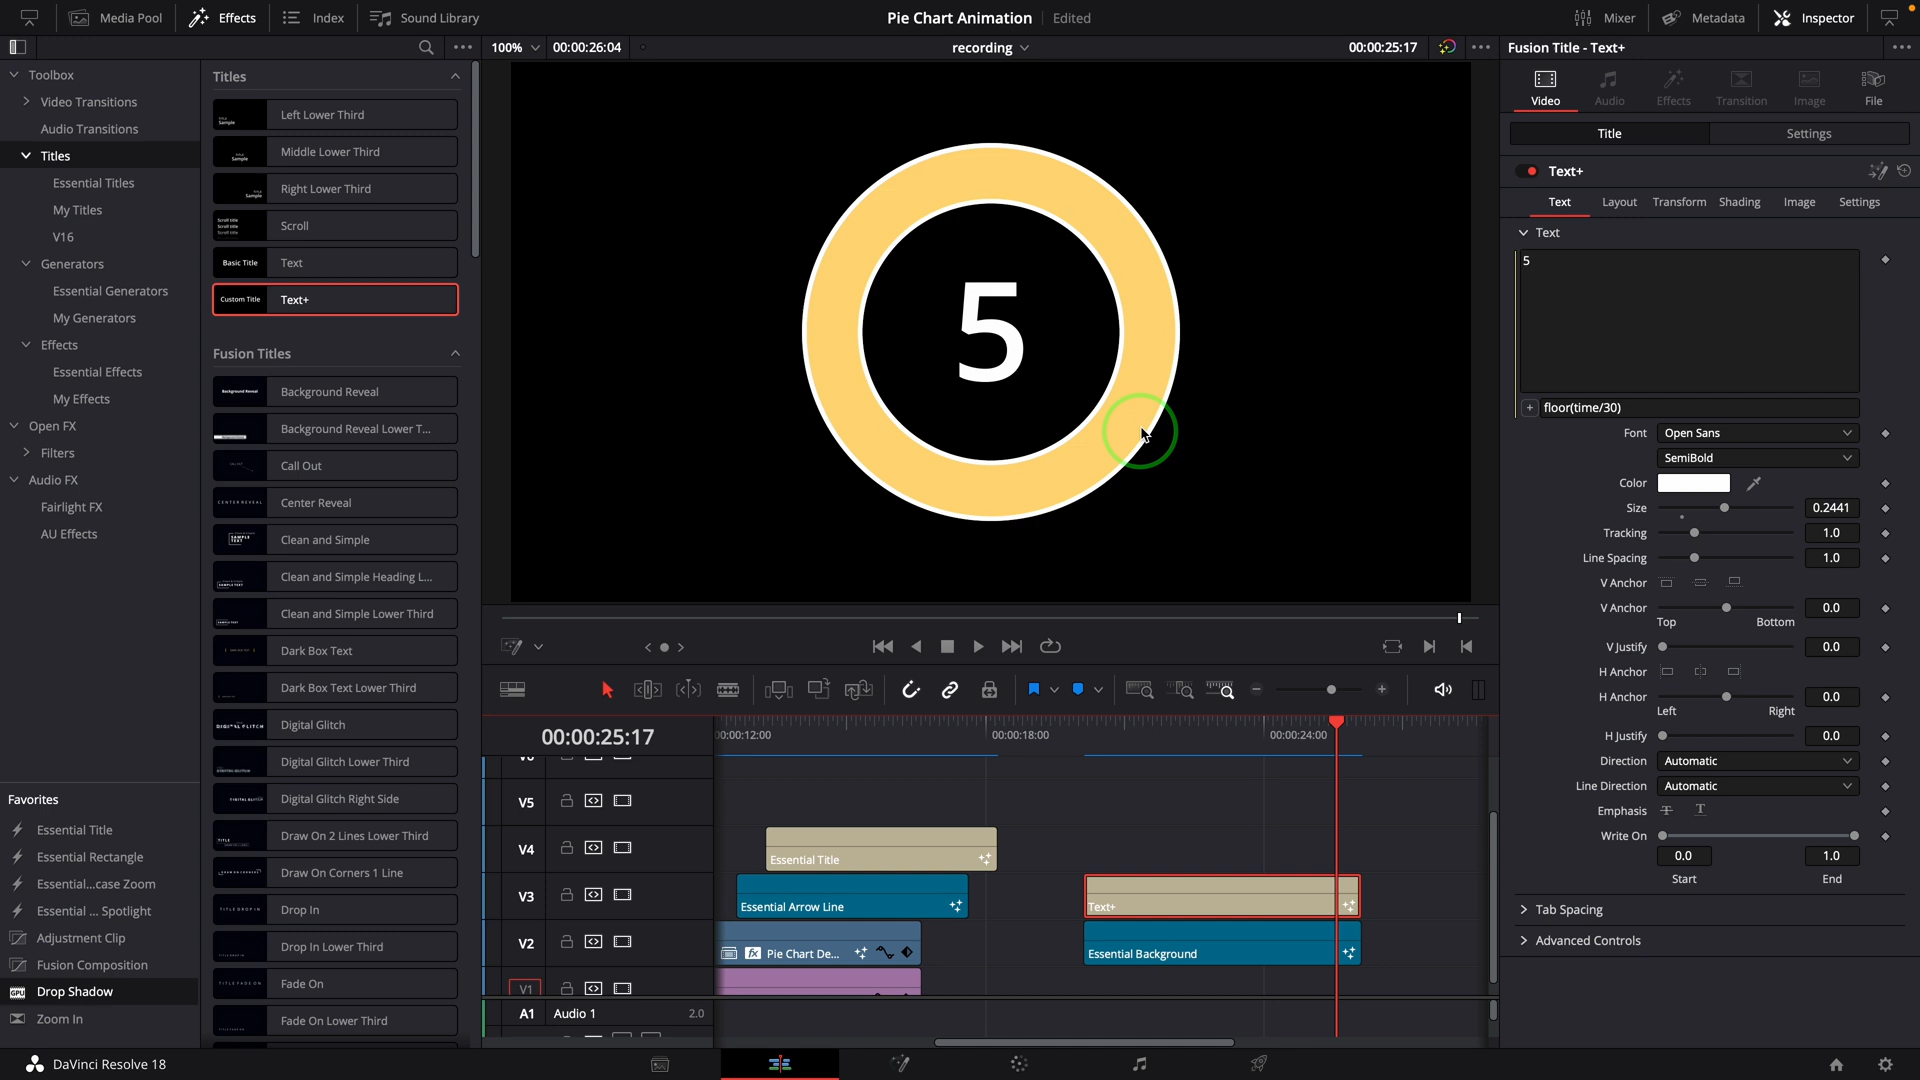 Media Pool
Effects
Index
Sound Library
Pie Chart Animation
Edited
Mixer
Metadata
Inspector
100%
00:00:26:04
recording
00:00:25:17
Fusion Title - Text+
Toolbox
Video Transitions
Audio Transitions
Titles
Essential Titles
My Titles
V16
Generators
Essential Generators
My Generators
Effects
Essential Effects
My Effects
Open FX
Filters
Audio FX
Fairlight FX
AU Effects
Favorites
Essential Title
Essential Rectangle
Essential...case Zoom
Essential ... Spotlight
Adjustment Clip
Fusion Composition
Drop Shadow
Zoom In
DaVinci Resolve 18
Titles
Left Lower Third
Middle Lower Third
Right Lower Third
Scroll
Basic Title
Text
Custom Title
Text+
Fusion Titles
Background Reveal
Background Reveal Lower T...
Call Out
Center Reveal
Clean and Simple
Clean and Simple Heading L...
Clean and Simple Lower Third
Dark Box Text
Dark Box Text Lower Third
Digital Glitch
Digital Glitch Lower Third
Digital Glitch Right Side
Draw On 2 Lines Lower Third
Draw On Corners 1 Line
Drop In
Drop In Lower Third
Fade On
Fade On Lower Third
5
00:00:25:17
00:00:12:00
00:00:18:00
00:00:24:00
V5
V4
Essential Title
V3
Essential Arrow Line
Text+
V2
fx
Pie Chart De...
Essential Background
V1
A1
Audio 1
2.0
Video
Audio
Effects
Transition
Image
File
Title
Settings
Text+
Text
Layout
Transform
Shading
Image
Settings
Text
5
floor(time/30)
Font
Open Sans
SemiBold
Color
Size
0.2441
Tracking
1.0
Line Spacing
1.0
V Anchor
V Anchor
0.0
Top
Bottom
V Justify
0.0
H Anchor
H Anchor
0.0
Left
Right
H Justify
0.0
Direction
Automatic
Line Direction
Automatic
Emphasis
Write On
0.0
1.0
Start
End
Tab Spacing
Advanced Controls